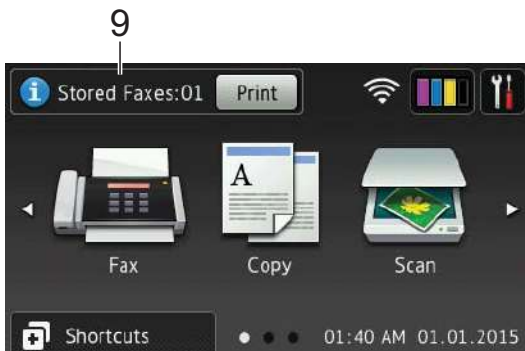 9
Stored Faxes:01 Print
A
Fax Copy Scan
Shortcuts 01:40 AM 01.01.2015